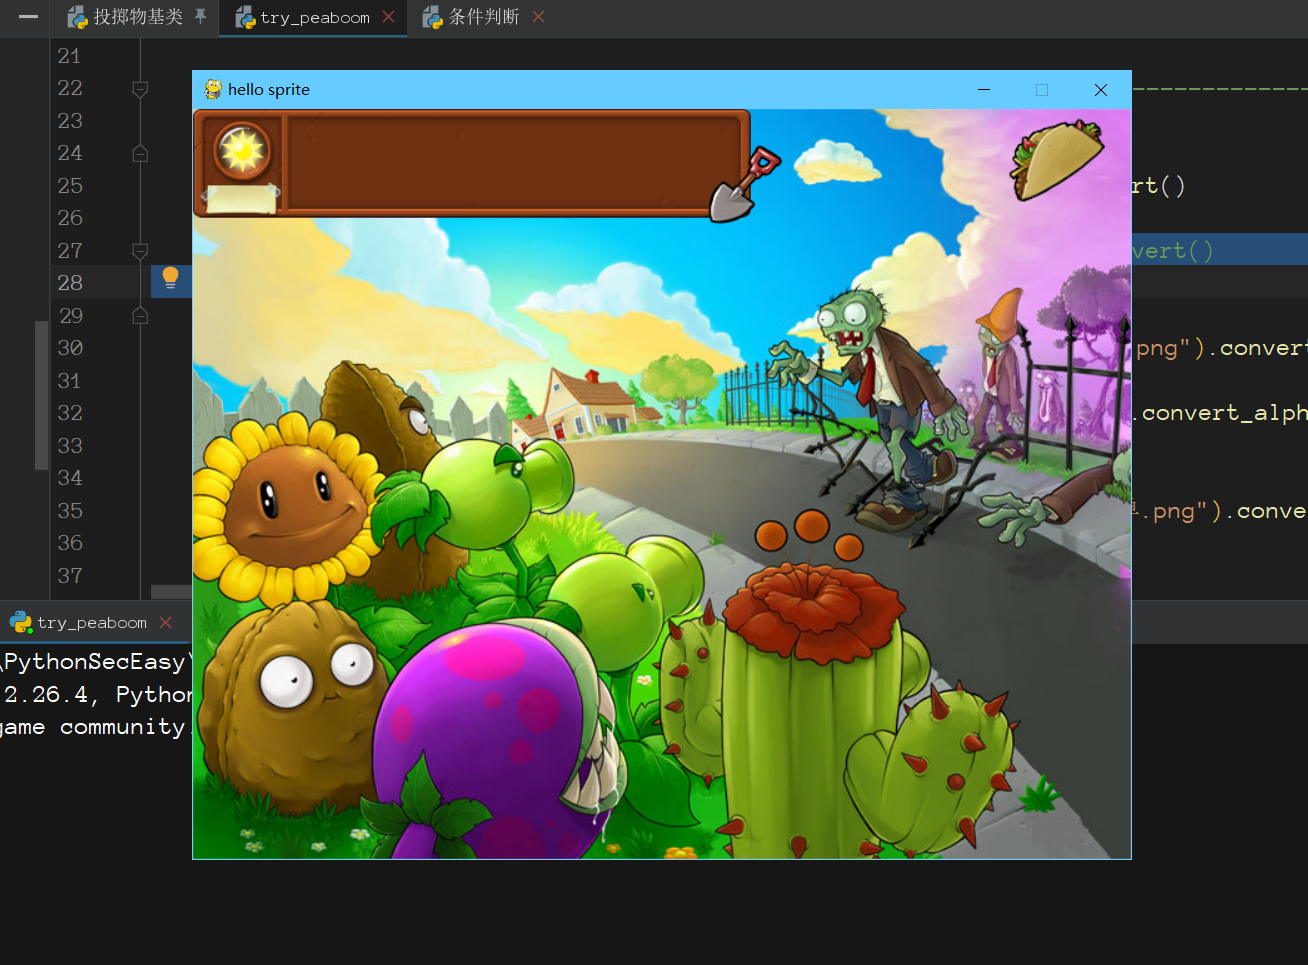 投掷物基类 try_peaboom 条件判断
21
22
hello sprite
23
24
25 rt()
26
27 vert()
28
29
30 png").conver
31
32 .convert_alph
33
34
35 .png").conve
36
37
try_peaboom
\PythonSecEasy
2.26.4, Python
game community.